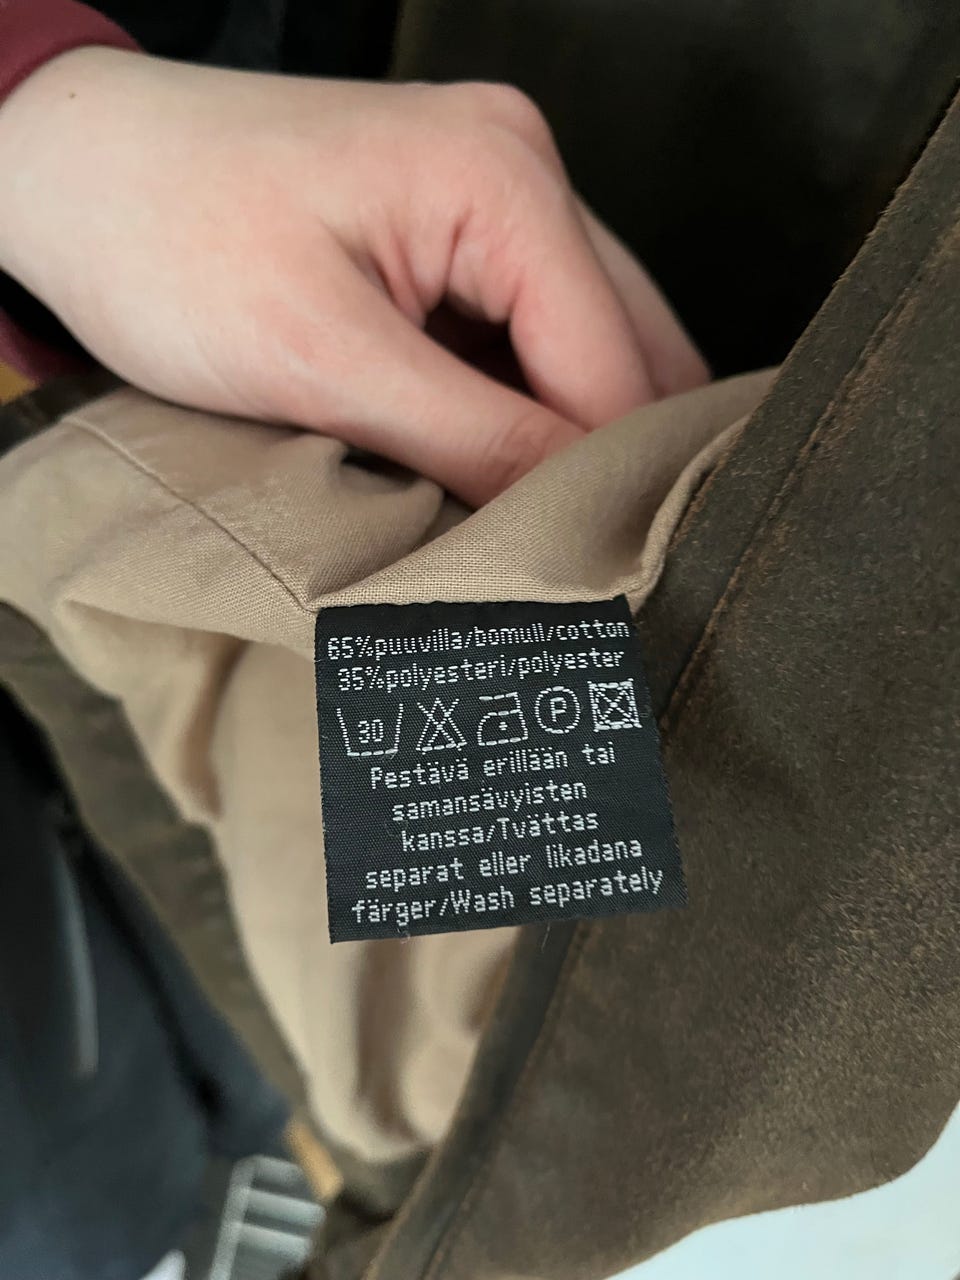 65%puuvilla/bomull/cotton
35%polyesteri/polyester
30 P
Pestävä erillään tai
samansävyisten
kanssa/Tvättas
separat eller likadana
färger/Wash separately